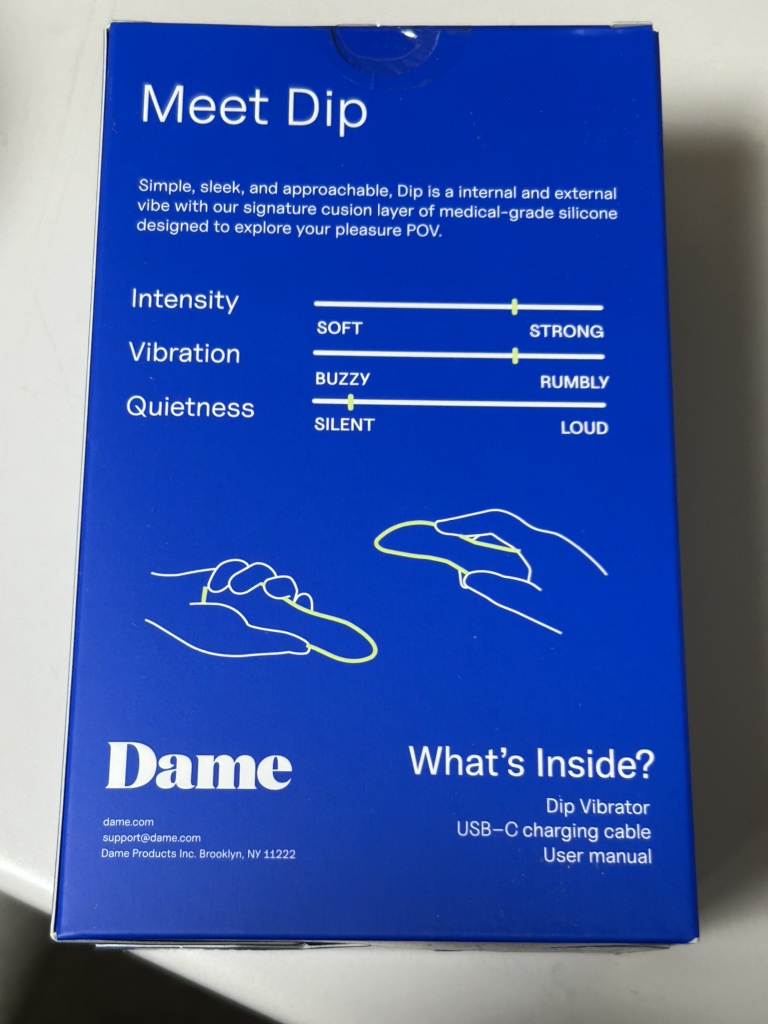 Meet Dip
Simple, sleek, and approachable, Dip is a internal and external
vibe with our signature cusion layer of medical-grade silicone
designed to explore your pleasure POV.
Intensity
SOFT STRONG
Vibration
BUZZY RUMBLY
Quietness
SILENT LOUD
Dame
dame.com
support@dame.com
Dame Products Inc. Brooklyn, NY 11222
What's Inside?
Dip Vibrator
USB-C charging cable
User manual